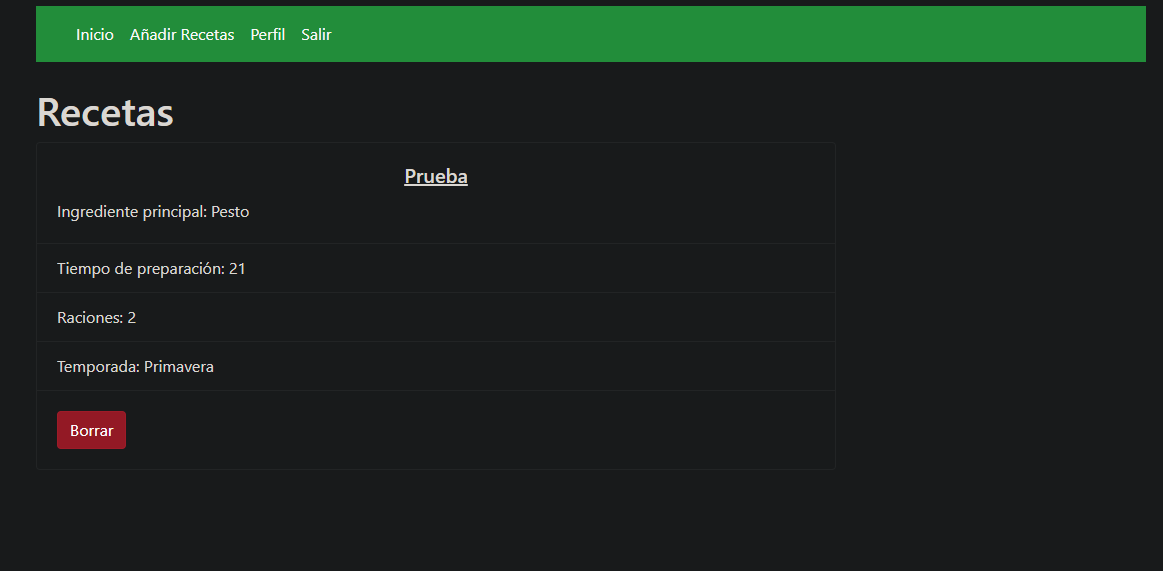 Inicio Añadir Recetas Perfil Salir
Recetas
Prueba
Ingrediente principal: Pesto
Tiempo de preparación: 21
Raciones: 2
Temporada: Primavera
Borrar